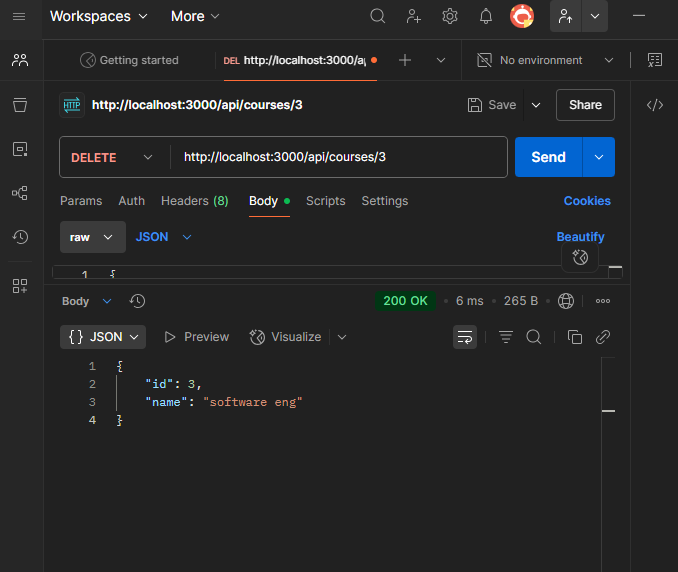 Workspaces More
Getting started DEL http://localhost:3000/a No environment
HTTP http://localhost:3000/api/courses/3 Save Share
DELETE http://localhost:3000/api/courses/3 Send
Params Auth Headers (8) Body Scripts Settings Cookies
raw JSON Beautify
1 {
Body 200 OK • 6 ms • 265 B •
{} JSON Preview Visualize
1 {
2 "id": 3,
3 "name": "software eng"
4 }